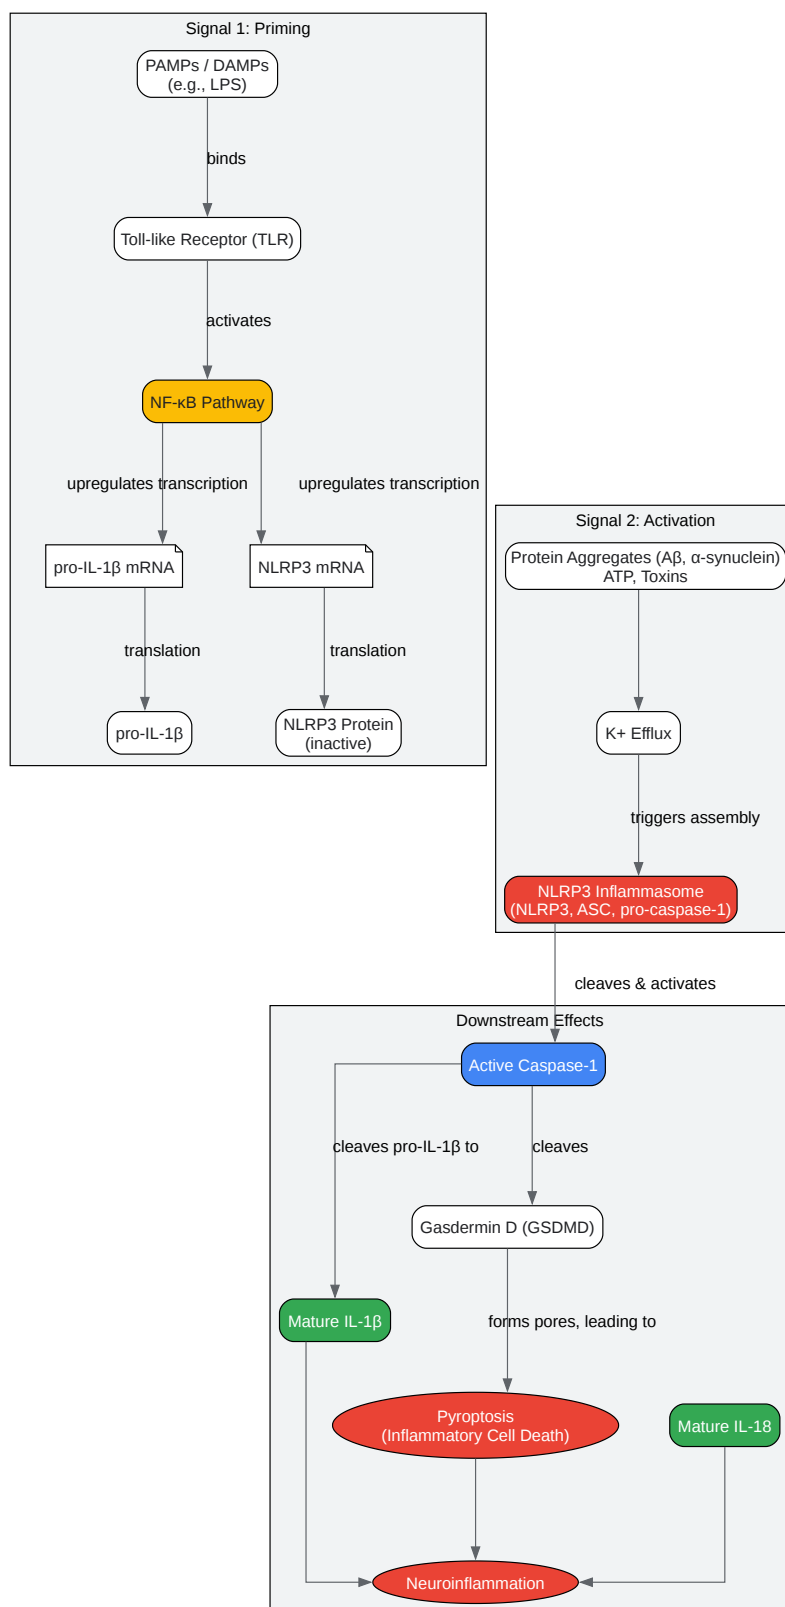 Signal 1: Priming
PAMPs / DAMPs
(e.g., LPS)
binds
Toll-like Receptor (TLR)
activates
NF-κB Pathway
upregulates transcription
upregulates transcription
pro-IL-1β mRNA
NLRP3 mRNA
translation
translation
pro-IL-1β
NLRP3 Protein
(inactive)
Signal 2: Activation
Protein Aggregates (Aβ, α-synuclein)
ATP, Toxins
K+ Efflux
triggers assembly
NLRP3 Inflammasome
(NLRP3, ASC, pro-caspase-1)
cleaves & activates
Downstream Effects
Active Caspase-1
cleaves pro-IL-1β to
cleaves
Gasdermin D (GSDMD)
Mature IL-1β
forms pores, leading to
Pyroptosis
(Inflammatory Cell Death)
Mature IL-18
Neuroinflammation